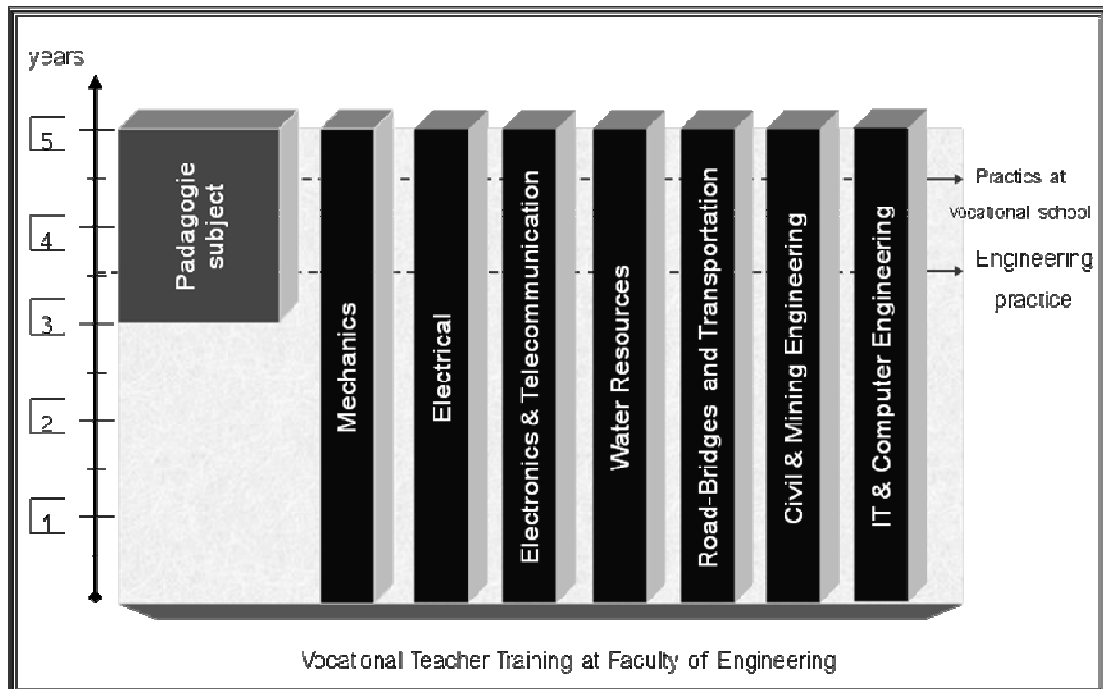 years
5
4
3
2
1
Padagogie
subject
Mechanics
Electrical
Electronics & Telecommunication
Water Resources
Road-Bridges and Transportation
Civil & Mining Engineering
IT & Computer Engineering
Practics at
vocational school
Engineering
practice
Vocational Teacher Training at Faculty of Engineering